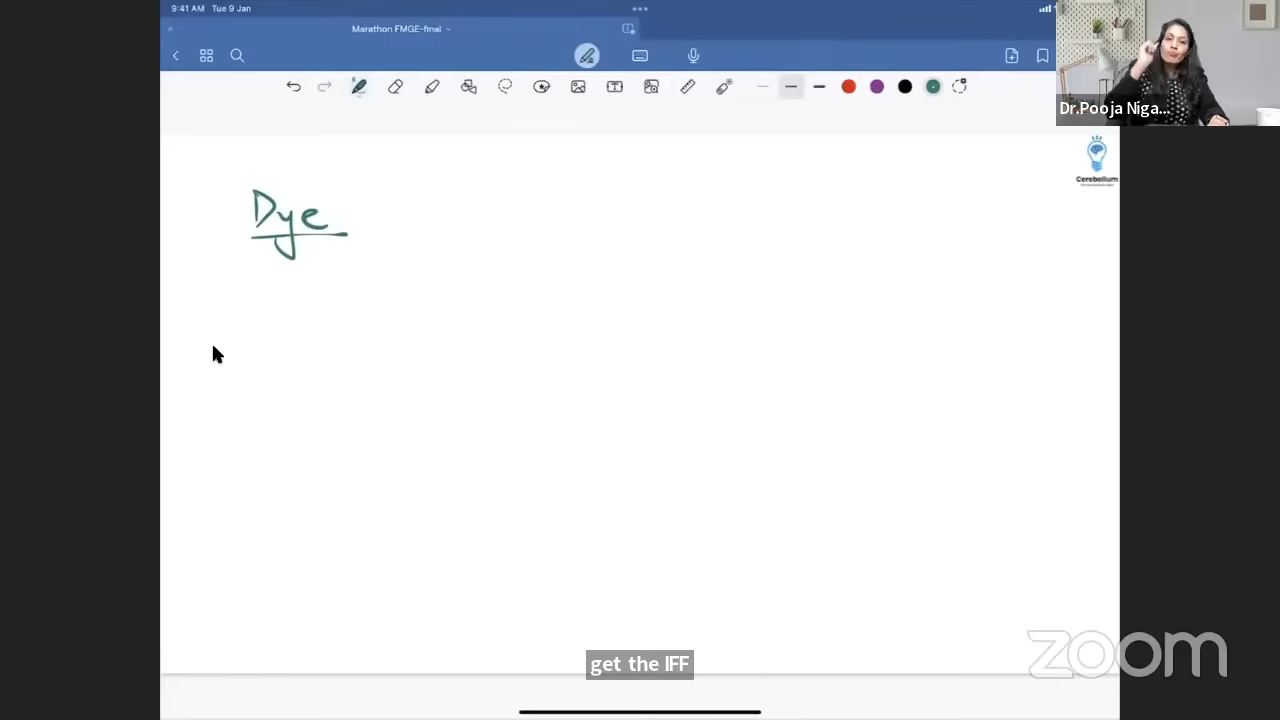 9:41 AM Tue 9 Jan
Marathon FMGE-final
Dr.Pooja Niga...
Cerebellum
Dye
get the IFF
zoom